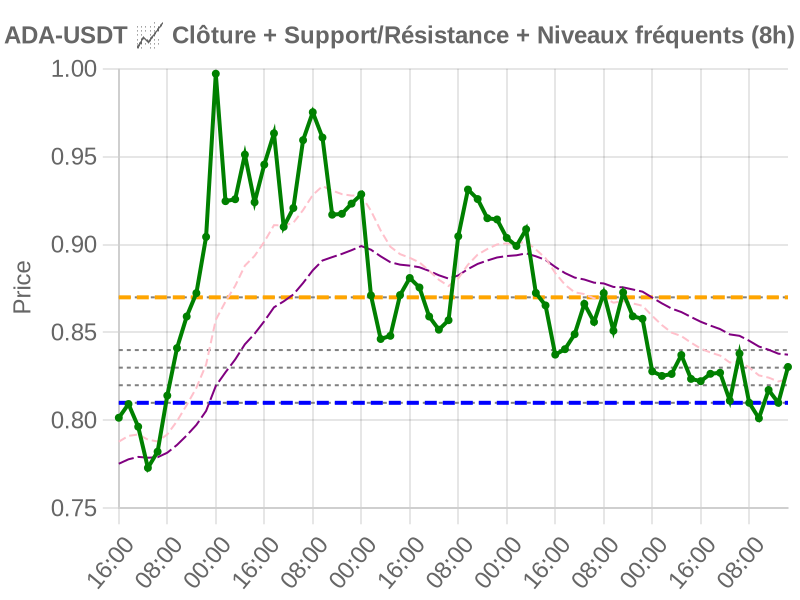 ADA-USDT 📈 Clôture + Support/Résistance + Niveaux fréquents (8h)
1.00
0.95
0.90
0.85
0.80
0.75
Price
16:00 08:00 00:00 16:00 08:00 00:00 16:00 08:00 00:00 16:00 08:00 00:00 16:00 08:00